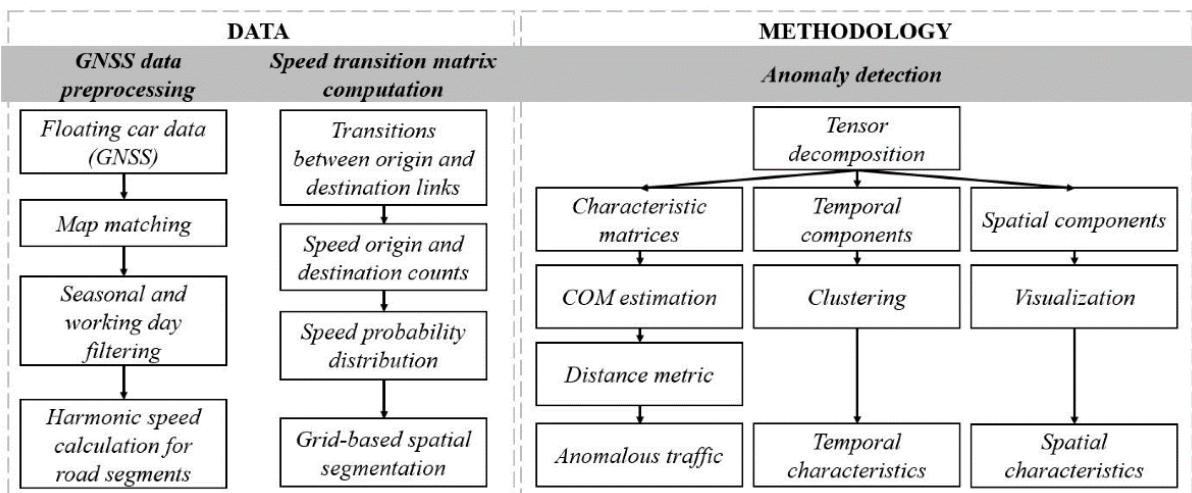 DATA
GNSS data
preprocessing
Speed transition matrix
computation
Floating car data
(GNSS)
Map matching
Seasonal and
working day
filtering
Harmonic speed
calculation for
road segments
Transitions
between origin and
destination links
Speed origin and
destination counts
Speed probability
distribution
Grid-based spatial
segmentation
METHODOLOGY
Anomaly detection
Tensor
decomposition
Characteristic
matrices
COM estimation
Distance metric
Anomalous traffic
Temporal
components
Clustering
Temporal
characteristics
Spatial components
Visualization
Spatial
characteristics